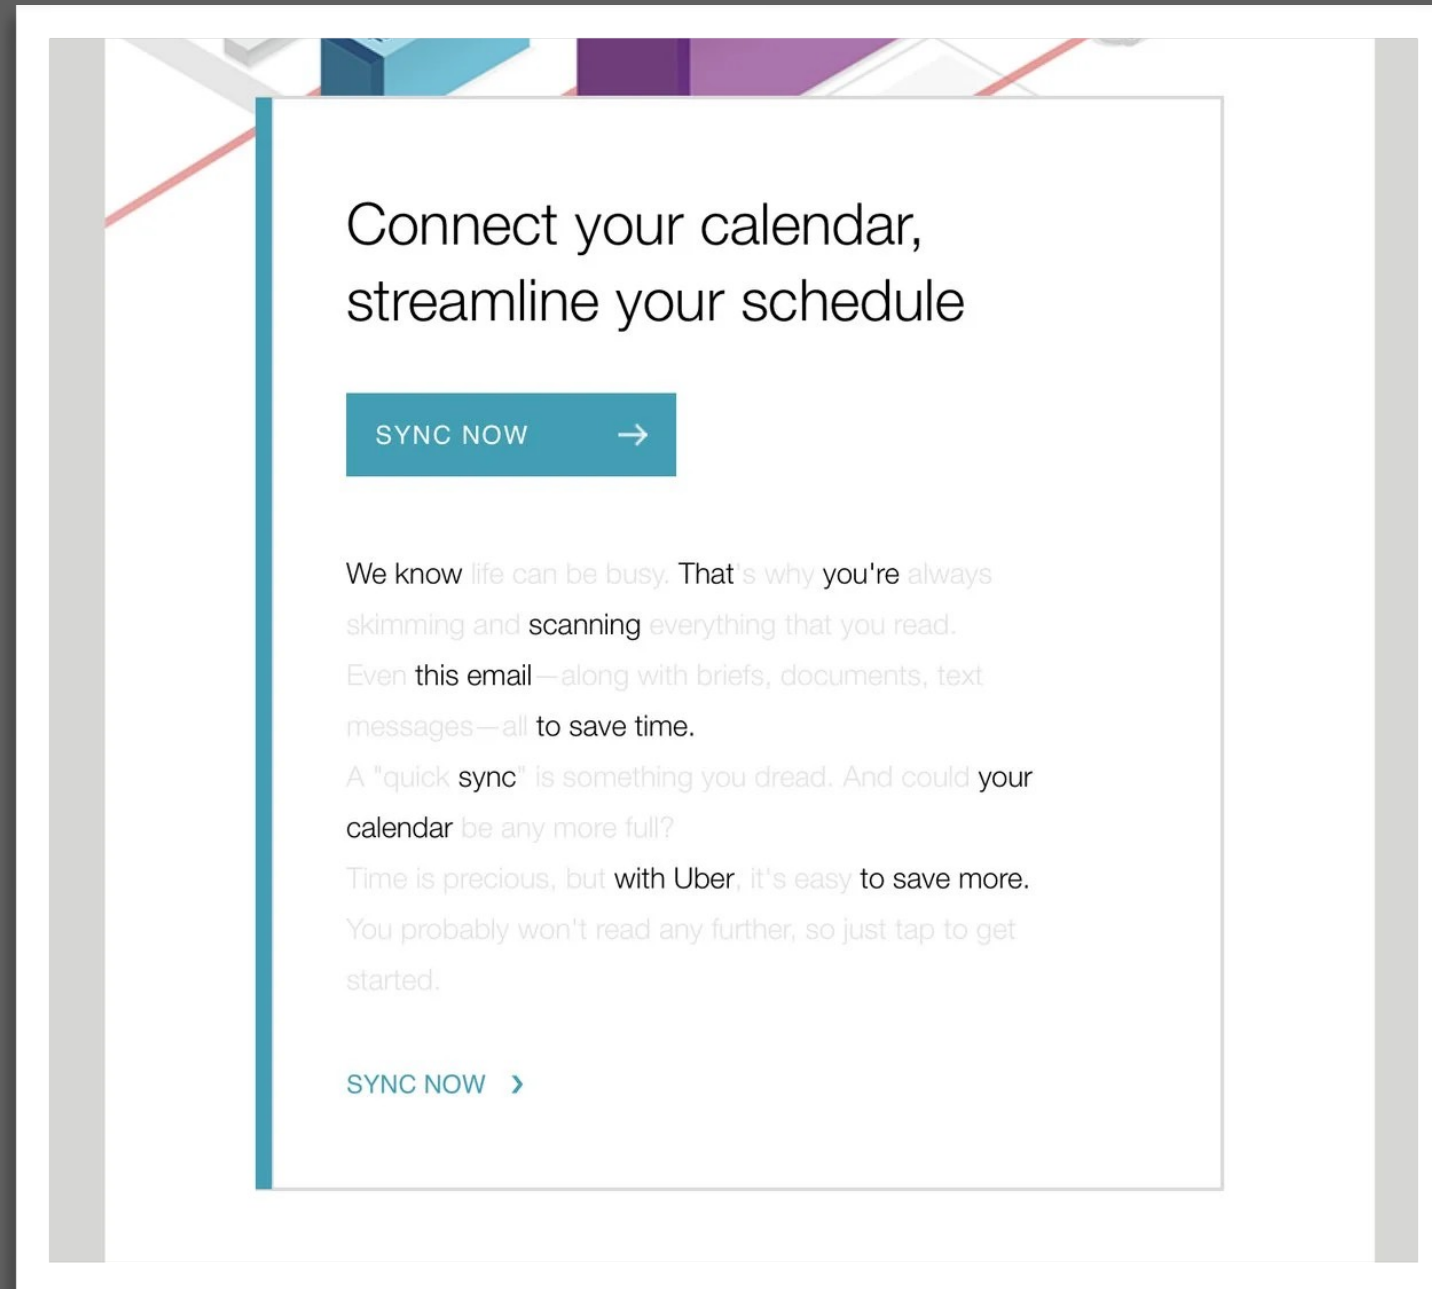 Connect your calendar,
streamline your schedule
SYNC NOW →
We know life can be busy. That's why you're always
skimming and scanning everything that you read.
Even this email—along with briefs, documents, text
messages—all to save time.
A "quick sync" is something you dread. And could your
calendar be any more full?
Time is precious, but with Uber, it's easy to save more.
You probably won't read any further, so just tap to get
started.
SYNC NOW ›